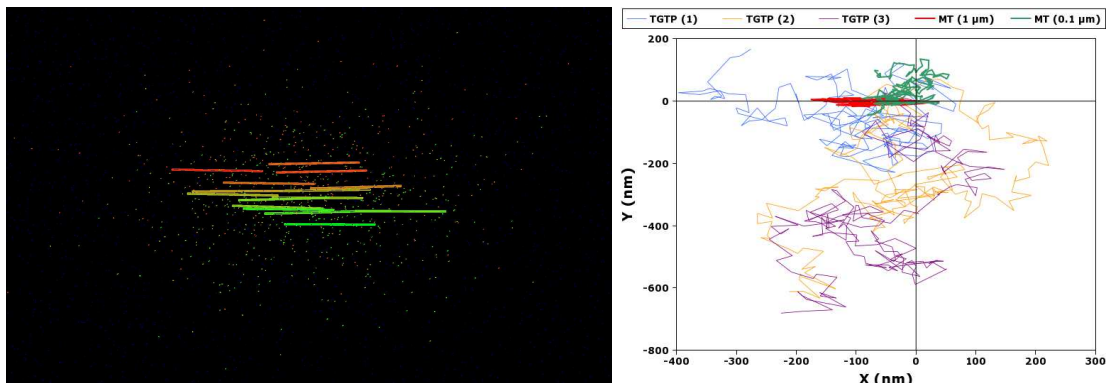 TGTP (1) TGTP (2) TGTP (3) MT (1 µm) MT (0.1 µm)
200
0
-200
-400
-600
-800
Y (nm)
-400 -300 -200 -100 0 100 200 300
X (nm)